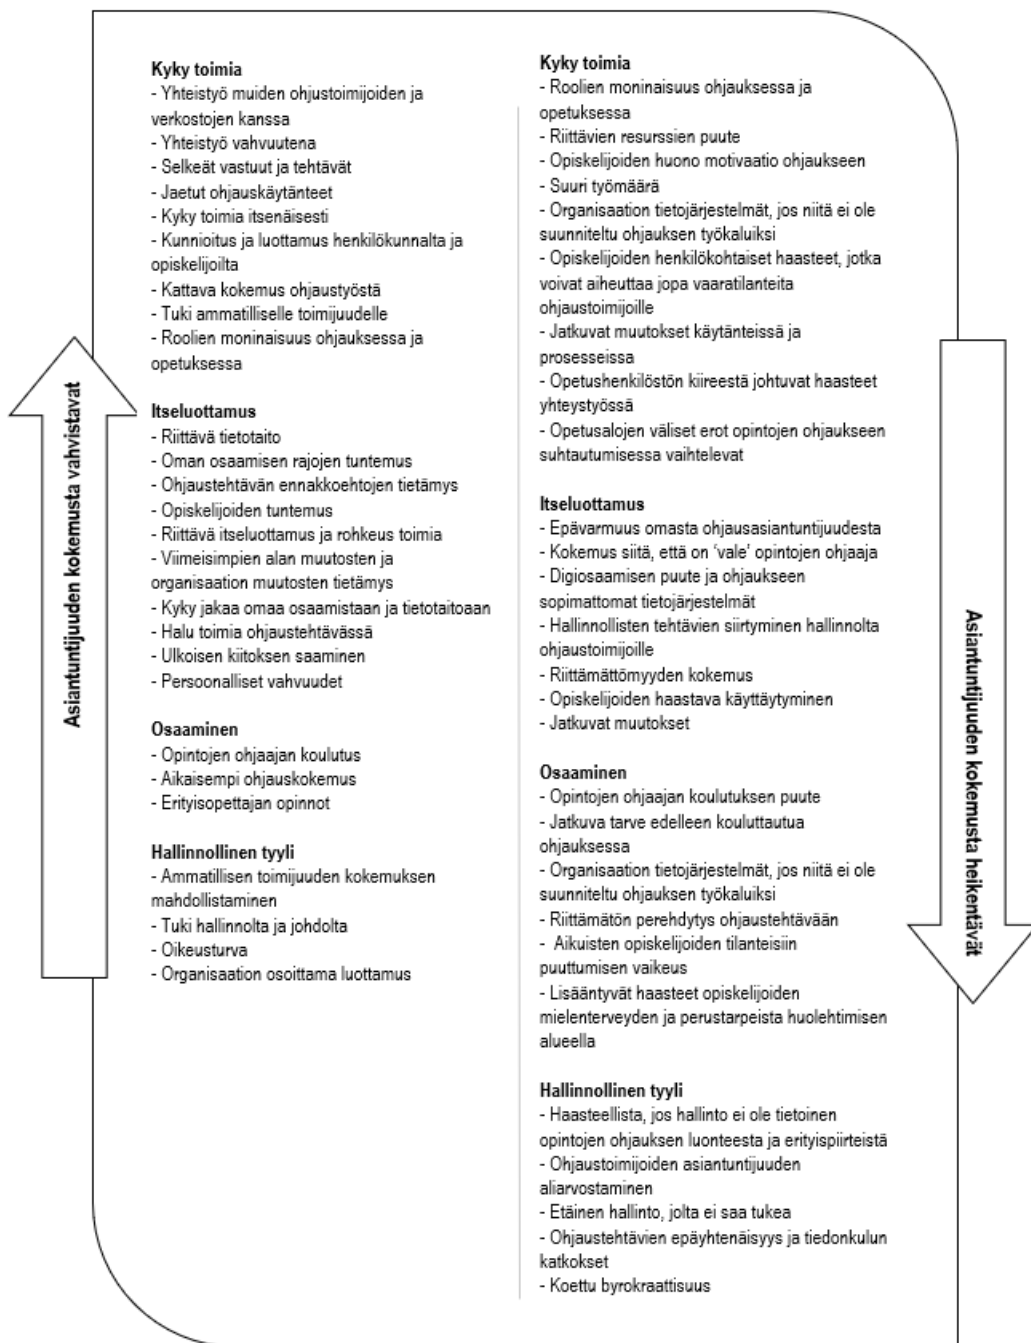 Asiantuntijuuden kokemusta vahvistavat
Kyky toimia
- Yhteistyö muiden ohjustoimijoiden ja
verkostojen kanssa
- Yhteistyö vahvuutena
- Selkeät vastuut ja tehtävät
- Jaetut ohjauskäytänteet
- Kyky toimia itsenäisesti
- Kunnioitus ja luottamus henkilökunnalta ja
opiskelijoilta
- Kattava kokemus ohjaustyöstä
- Tuki ammatilliselle toimijuudelle
- Roolien moninaisuus ohjauksessa ja
opetuksessa
Itseluottamus
- Riittävä tietotaito
- Oman osaamisen rajojen tuntemus
- Ohjaustehtävän ennakkoehtojen tietämys
- Opiskelijoiden tuntemus
- Riittävä itseluottamus ja rohkeus toimia
- Viimeisimpien alan muutosten ja
organisaation muutosten tietämys
- Kyky jakaa omaa osaamistaan ja tietotaitoaan
- Halu toimia ohjaustehtävässä
- Ulkoisen kiitoksen saaminen
- Persoonalliset vahvuudet
Osaaminen
- Opintojen ohjaajan koulutus
- Aikaisempi ohjauskokemus
- Erityisopettajan opinnot
Hallinnollinen tyyli
- Ammatillisen toimijuuden kokemuksen
mahdollistaminen
- Tuki hallinnolta ja johdolta
- Oikeusturva
- Organisaation osoittama luottamus
Kyky toimia
- Roolien moninaisuus ohjauksessa ja
opetuksessa
- Riittävien resurssien puute
- Opiskelijoiden huono motivaatio ohjaukseen
- Suuri työmäärä
- Organisaation tietojärjestelmät, jos niitä ei ole
suunniteltu ohjauksen työkaluiksi
- Opiskelijoiden henkilökohtaiset haasteet, jotka
voivat aiheuttaa jopa vaaratilanteita
ohjaustoimijoille
- Jatkuvat muutokset käytänteissä ja
prosesseissa
- Opetushenkilöstön kiireestä johtuvat haasteet
yhteystyössä
- Opetusalojen väliset erot opintojen ohjaukseen
suhtautumisessa vaihtelevat
Itseluottamus
- Epävarmuus omasta ohjausasiantuntijuudesta
- Kokemus siitä, että on ‘vale’ opintojen ohjaaja
- Digiosaamisen puute ja ohjaukseen
sopimattomat tietojärjestelmät
- Hallinnollisten tehtävien siirtyminen hallinnolta
ohjaustoimijoille
- Riittämättömyyden kokemus
- Opiskelijoiden haastava käyttäytyminen
- Jatkuvat muutokset
Osaaminen
- Opintojen ohjaajan koulutuksen puute
- Jatkuva tarve edelleen kouluttautua
ohjauksessa
- Organisaation tietojärjestelmät, jos niitä ei ole
suunniteltu ohjauksen työkaluiksi
- Riittämätön perehdytys ohjaustehtävään
- Aikuisten opiskelijoiden tilanteisiin
puuttumisen vaikeus
- Lisääntyvät haasteet opiskelijoiden
mielenterveyden ja perustarpeista huolehtimisen
alueella
Hallinnollinen tyyli
- Haasteellista, jos hallinto ei ole tietoinen
opintojen ohjauksen luonteesta ja erityispiirteistä
- Ohjaustoimijoiden asiantuntijuuden
aliarvostaminen
- Etäinen hallinto, jolta ei saa tukea
- Ohjaustehtävien epäyhtenäisyys ja tiedonkulun
katkokset
- Koettu byrokraattisuus
Asiantuntijuuden kokemusta heikentävät